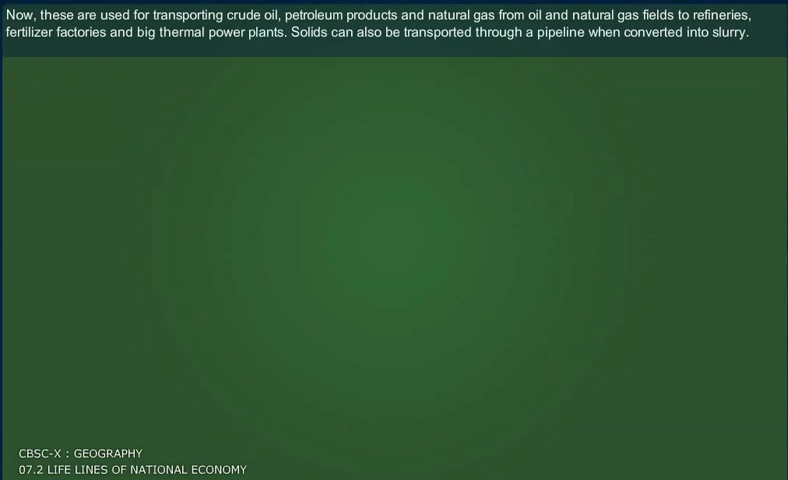 Now, these are used for transporting crude oil, petroleum products and natural gas from oil and natural gas fields to refineries,
fertilizer factories and big thermal power plants. Solids can also be transported through a pipeline when converted into slurry.
CBSC-X : GEOGRAPHY
07.2 LIFE LINES OF NATIONAL ECONOMY